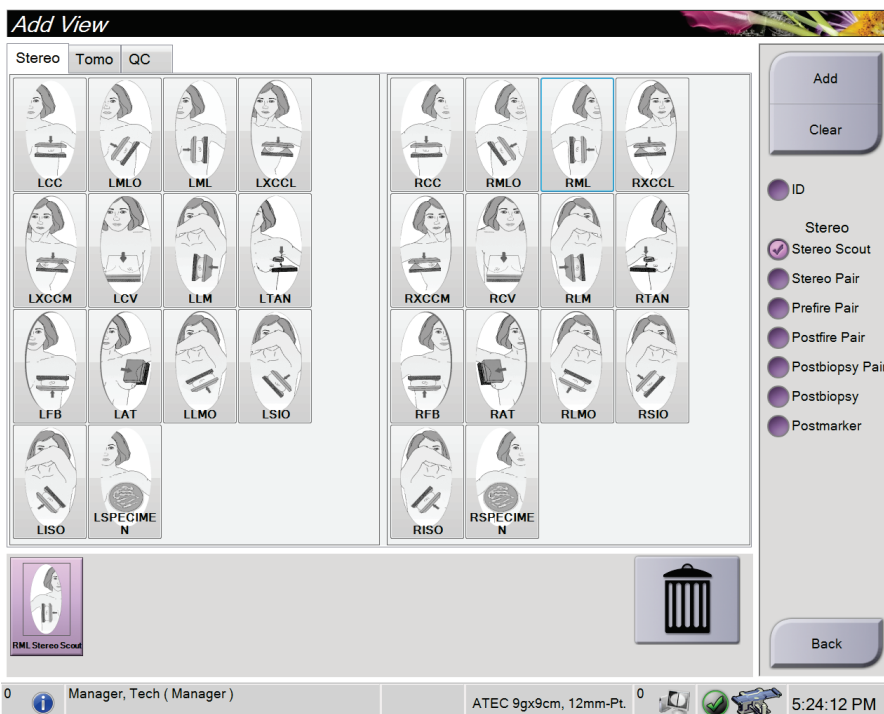 Add View
Stereo Tomo QC
LCC LMLO LML LXCCL RCC RMLO RML RXCCL
LXCCM LCV LLM LTAN RXCCM RCV RLM RTAN
LFB LAT LLMO LSIO RFB RAT RLMO RSIO
LISO LSPECIME
N RISO RSPECIME
N
Add
Clear
ID
Stereo
Stereo Scout
Stereo Pair
Prefire Pair
Postfire Pair
Postbiopsy Pair
Postbiopsy
Postmarker
RML Stereo Scout
Back
0 Manager, Tech ( Manager ) ATEC 9gx9cm, 12mm-Pt. 0 5:24:12 PM